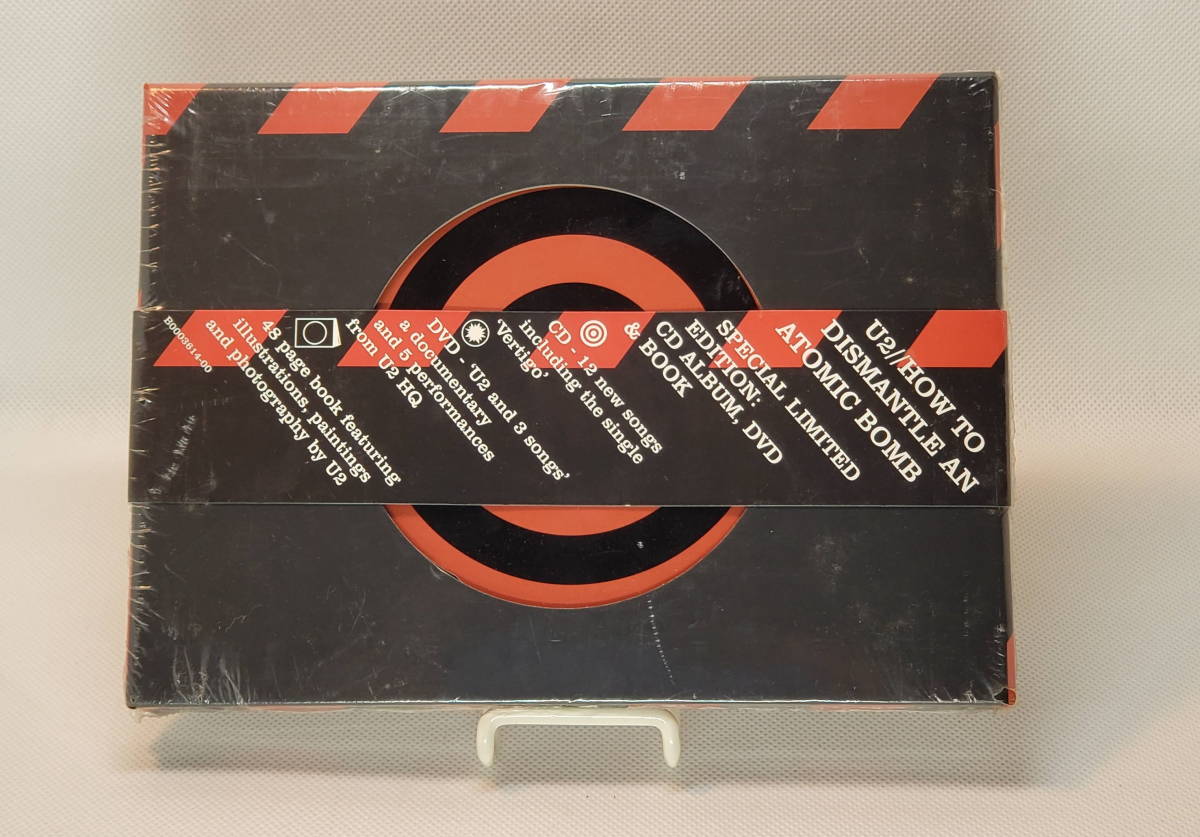 U2//HOW TO
DISMANTLE AN
ATOMIC BOMB
SPECIAL LIMITED
EDITION:
CD ALBUM, DVD
& BOOK
CD - 12 new songs
including the single
'Vertigo'
DVD - 'U2 and 3 songs'
a documentary
and 5 performances
from U2 HQ
48 page book featuring
illustrations, paintings
and photography by U2
B0003614-00